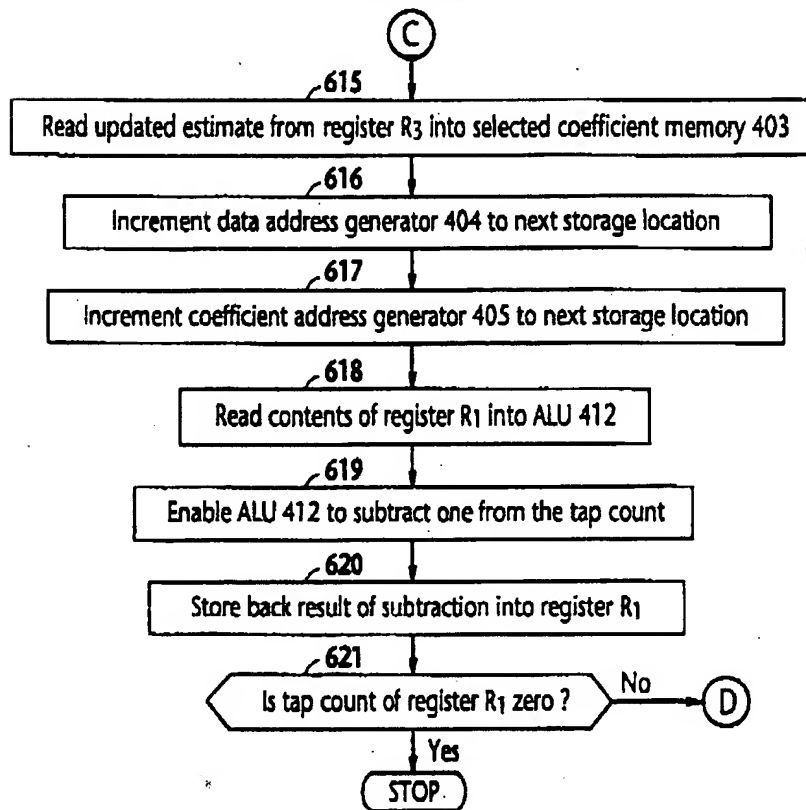 C
615
Read updated estimate from register R3 into selected coefficient memory 403
616
Increment data address generator 404 to next storage location
617
Increment coefficient address generator 405 to next storage location
618
Read contents of register R1 into ALU 412
619
Enable ALU 412 to subtract one from the tap count
620
Store back result of subtraction into register R1
621
Is tap count of register R1 zero ?
No
D
Yes
STOP